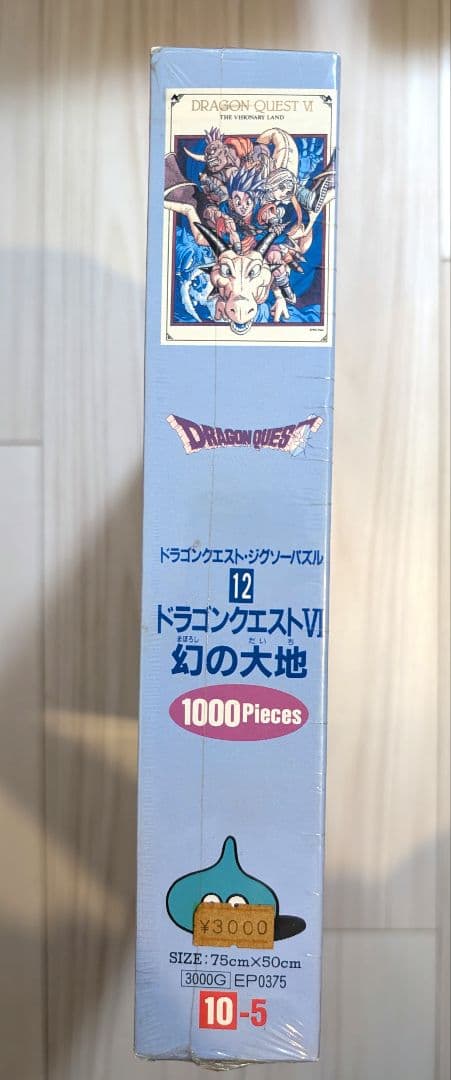 DRAGON QUEST VI
THE VISIONARY LAND
DRAGON QUEST
ドラゴンクエスト・ジグソーパズル
12
ドラゴンクエストⅥ
まぼろし だいち
幻の大地
1000Pieces
¥3000
SIZE:75cm×50cm
3000G EP0375
10-5